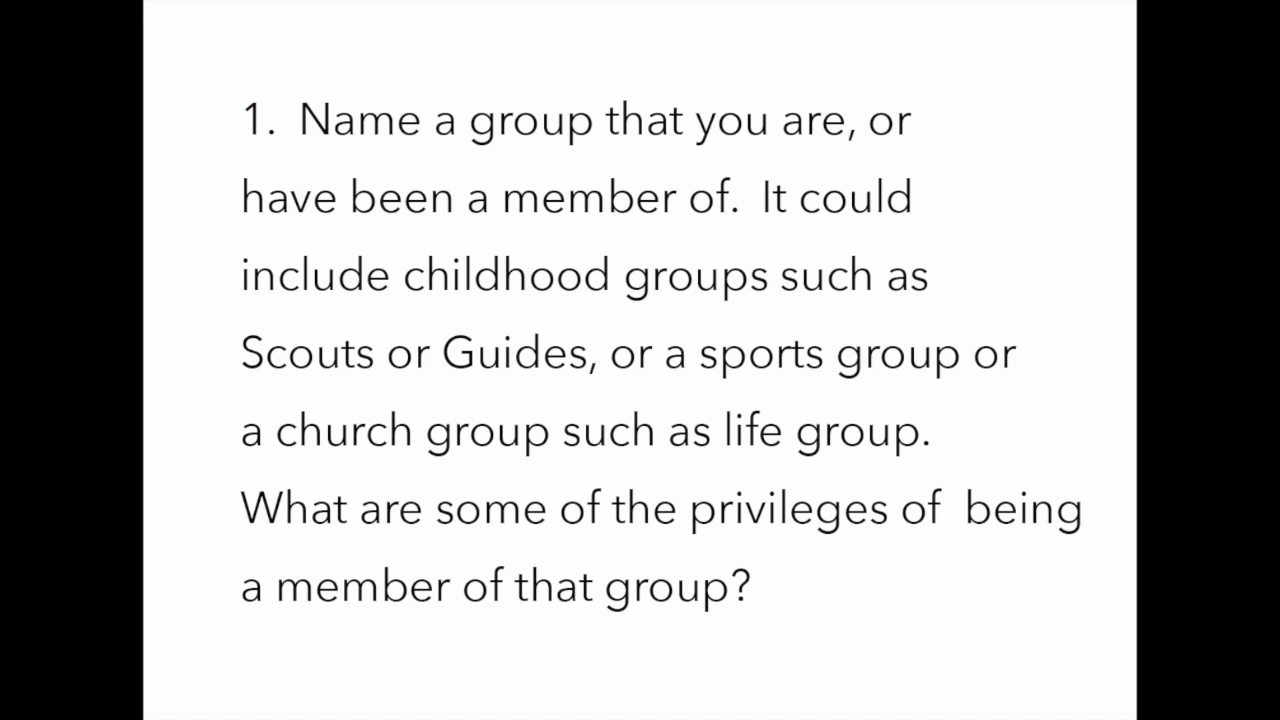 1.  Name a group that you are, or
have been a member of.  It could
include childhood groups such as
Scouts or Guides, or a sports group or
a church group such as life group.
What are some of the privileges of  being
a member of that group?